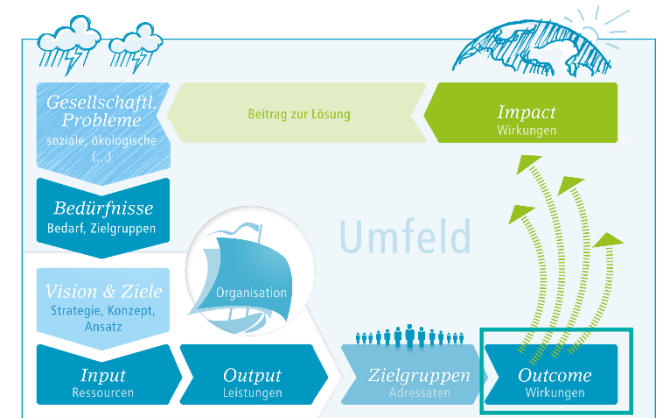 Gesellschaftl.
Probleme
soziale, ökologische
(...)
Beitrag zur Lösung
Impact
Wirkungen
Bedürfnisse
Bedarf, Zielgruppen
Umfeld
Vision & Ziele
Strategie, Konzept,
Ansatz
Organisation
Input
Ressourcen
Output
Leistungen
Zielgruppen
Adressaten
Outcome
Wirkungen